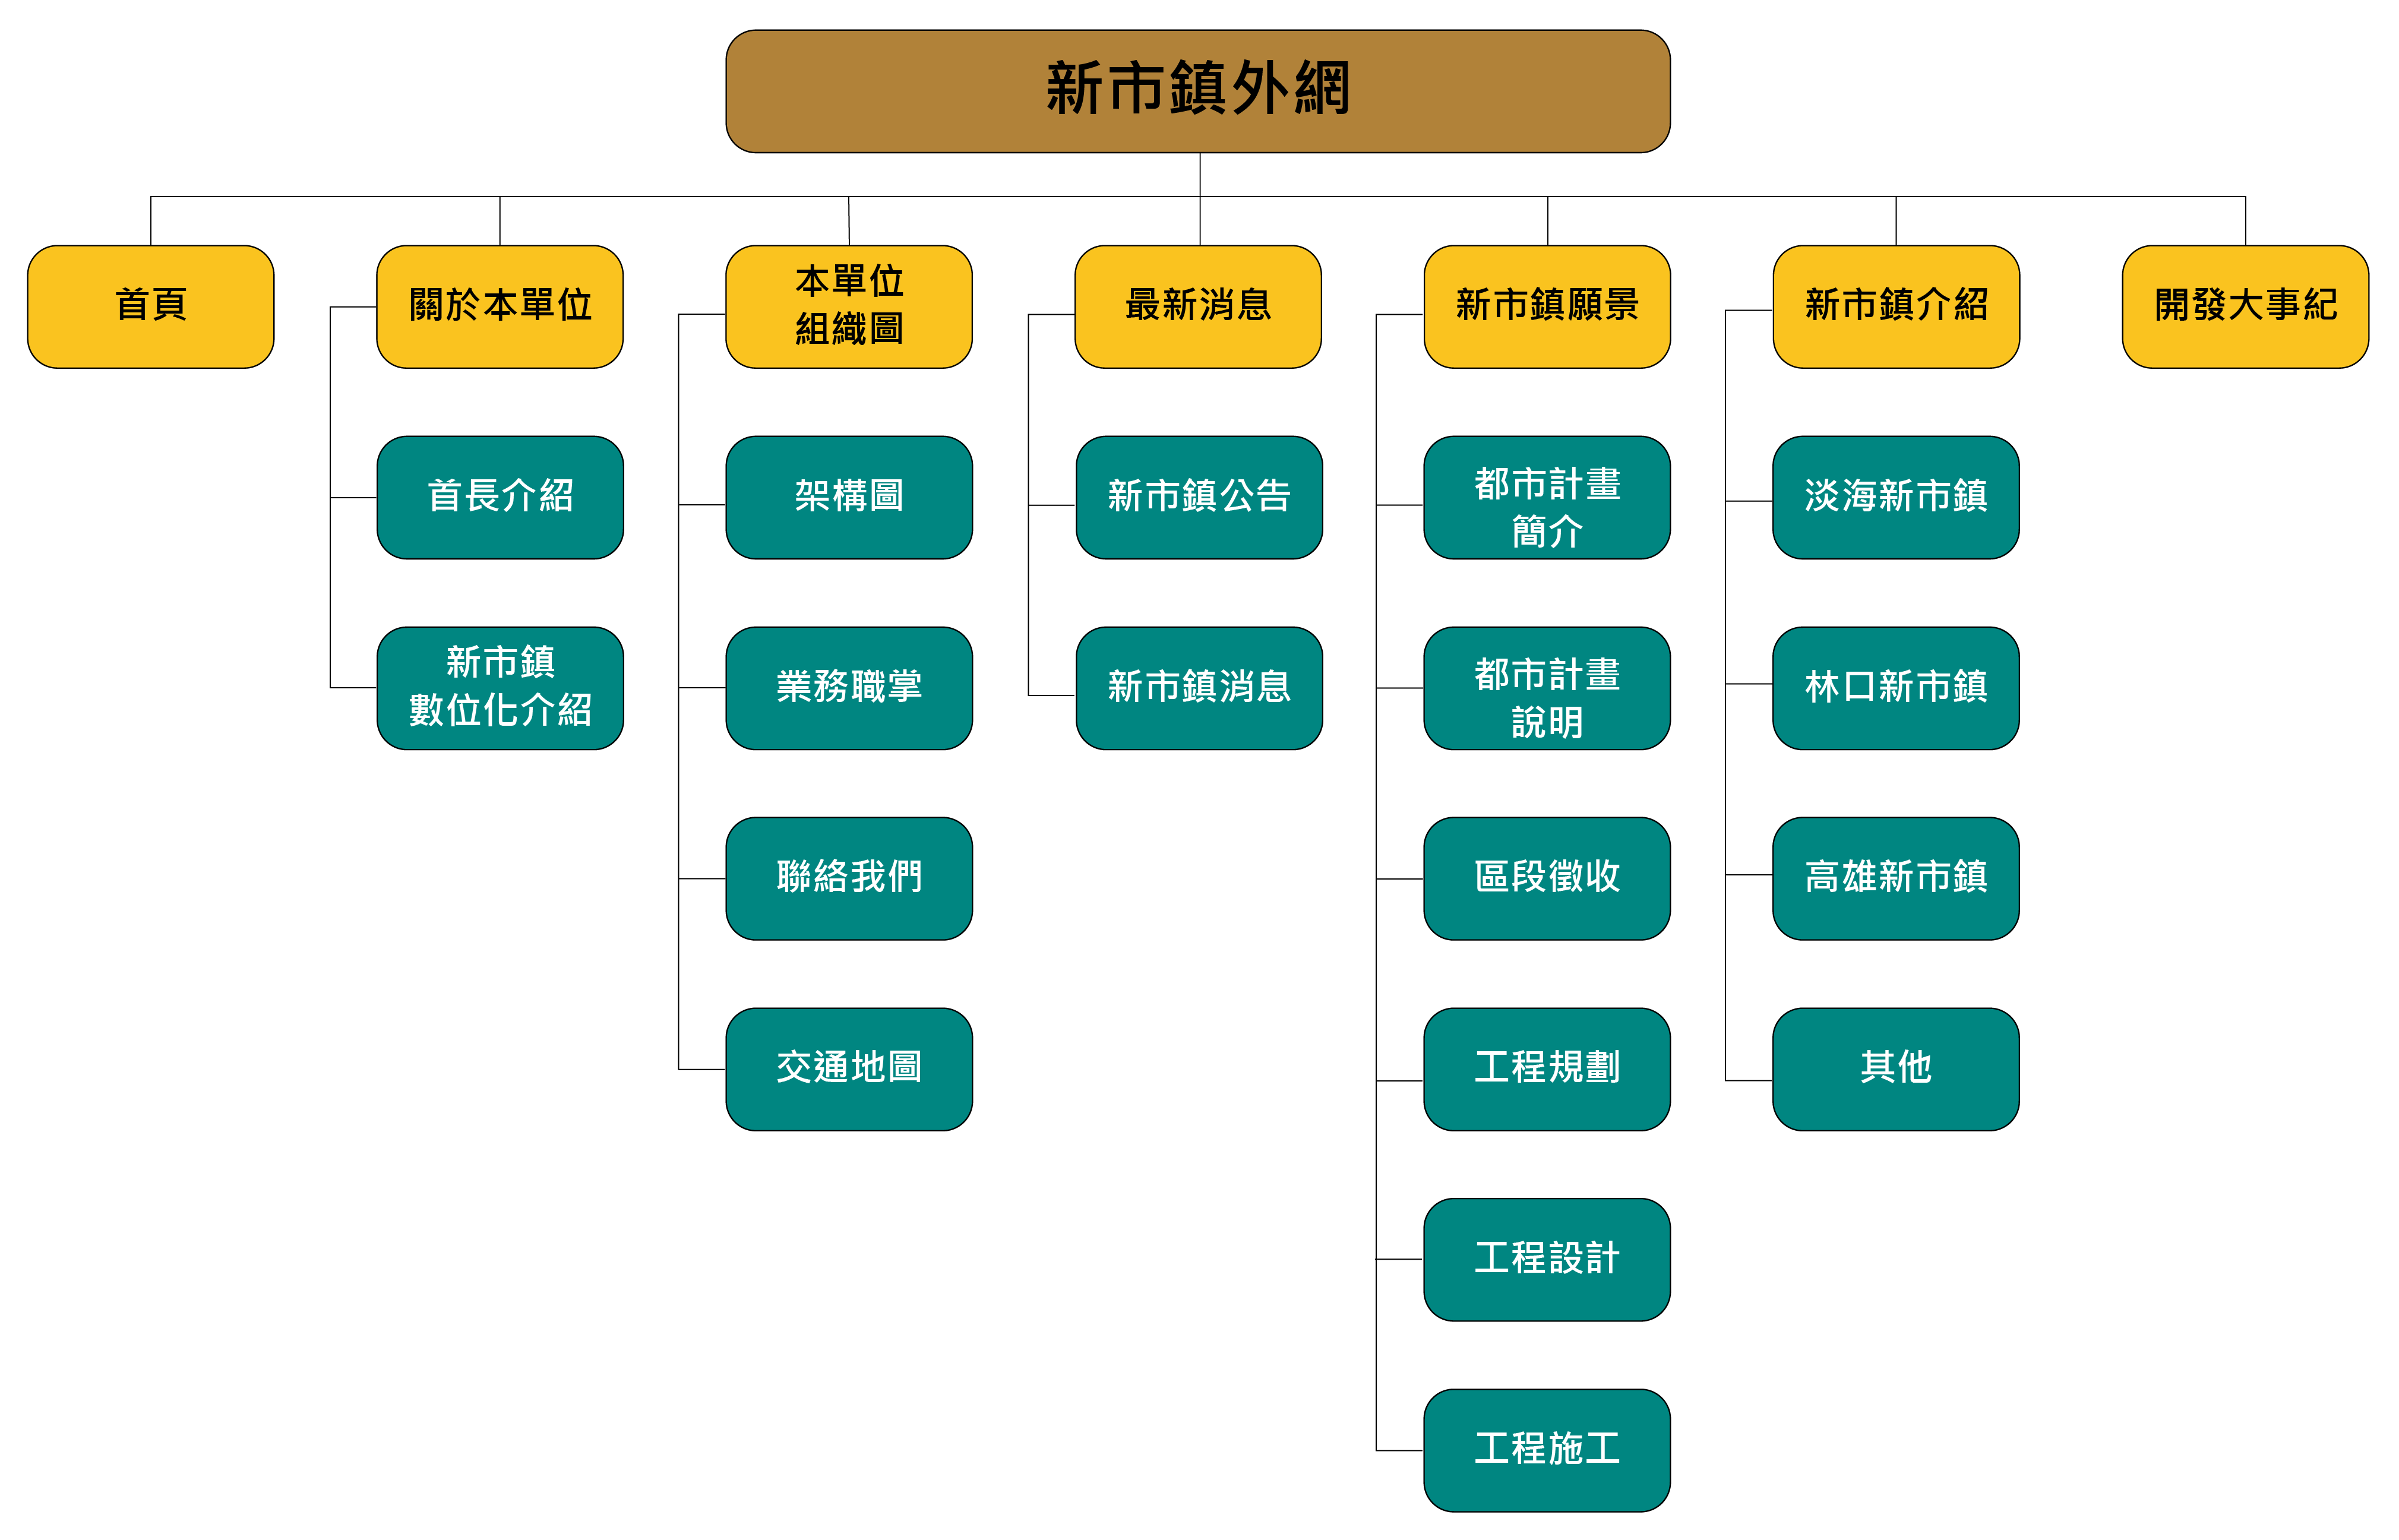 新市鎮外網
首頁
關於本單位
首長介紹
新市鎮
數位化介紹
本單位
組織圖
架構圖
業務職掌
聯絡我們
交通地圖
最新消息
新市鎮公告
新市鎮消息
新市鎮願景
都市計畫
簡介
都市計畫
說明
區段徵收
工程規劃
工程設計
工程施工
新市鎮介紹
淡海新市鎮
林口新市鎮
高雄新市鎮
其他
開發大事紀